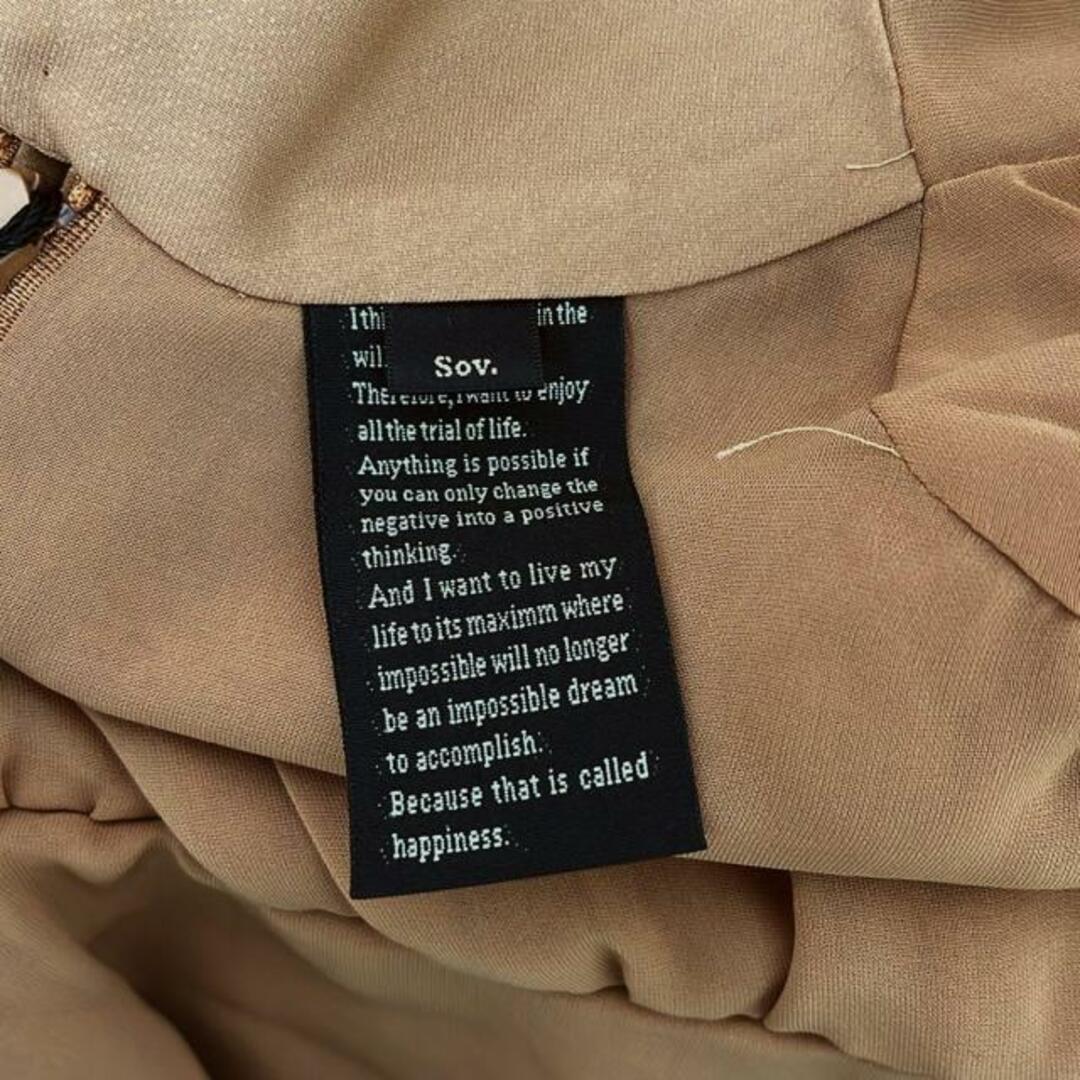 in the
Sov.
Therefore, I want to enjoy
all the trial of life.
Anything is possible if
you can only change the
negative into a positive
thinking.
And I want to live my
life to its maximm where
impossible will no longer
be an impossible dream
to accomplish.
Because that is called
happiness.